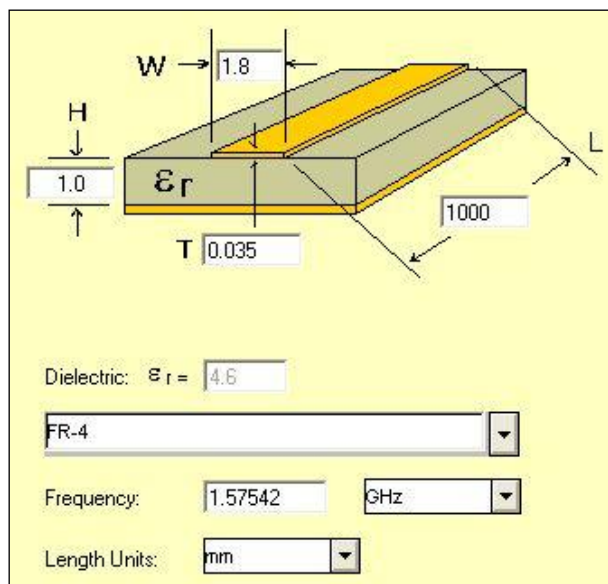 W 1.8
H
1.0
εr
T 0.035
L
1000
Dielectric: εr = 4.6
FR-4
Frequency: 1.57542 GHz
Length Units: mm